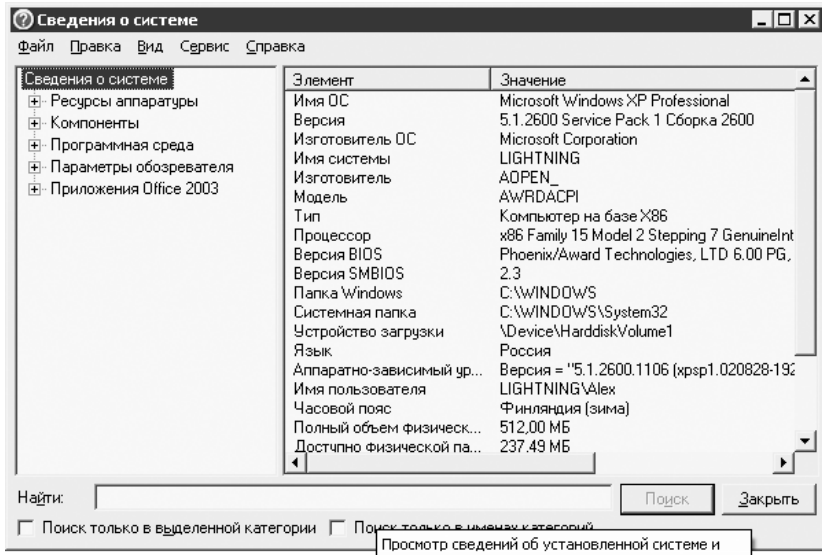 Сведения о системе
Файл Правка Вид Сервис Справка
Сведения о системе
Ресурсы аппаратуры
Компоненты
Программная среда
Параметры обозревателя
Приложения Office 2003
Элемент Значение
Имя ОС Microsoft Windows XP Professional
Версия 5.1.2600 Service Pack 1 Сборка 2600
Изготовитель ОС Microsoft Corporation
Имя системы LIGHTNING
Изготовитель AOPEN_
Модель AWRDACPI
Тип Компьютер на базе X86
Процессор x86 Family 15 Model 2 Stepping 7 GenuineInt
Версия BIOS Phoenix/Award Technologies, LTD 6.00 PG,
Версия SMBIOS 2.3
Папка Windows C:\WINDOWS
Системная папка C:\WINDOWS\System32
Устройство загрузки \Device\HarddiskVolume1
Язык Россия
Аппаратно-зависимый ур... Версия = "5.1.2600.1106 (xpsp1.020828-192
Имя пользователя LIGHTNING\Alex
Часовой пояс Финляндия (зима)
Полный объем физическ... 512,00 МБ
Доступно физической па... 237,49 МБ
Найти: Поиск Закрыть
Поиск только в выделенной категории Поиск только в именах категорий
Просмотр сведений об установленной системе и